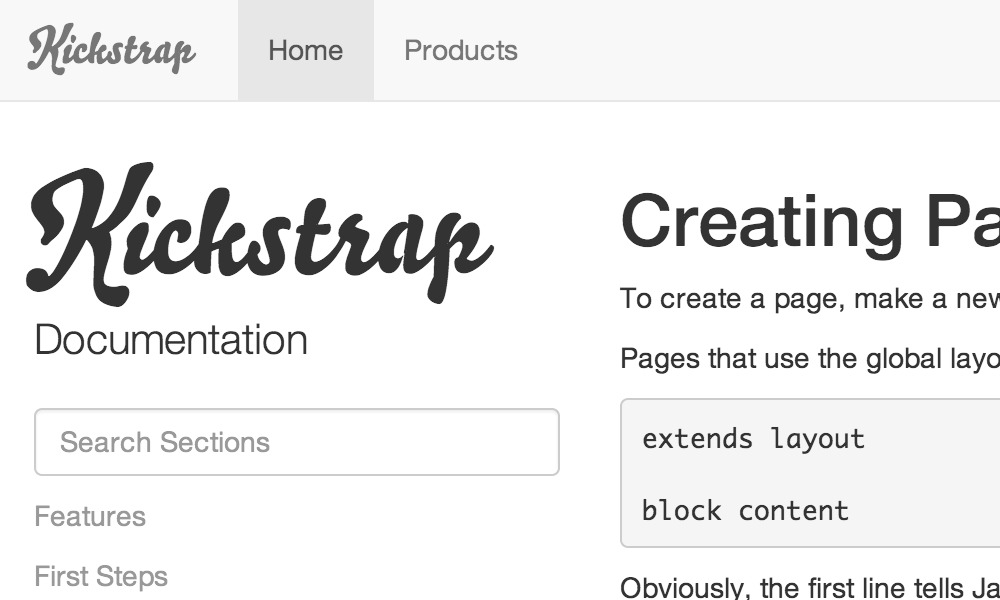 Kickstrap Home Products
Kickstrap
Documentation
Search Sections
Features
First Steps
Creating Pa
To create a page, make a new
Pages that use the global layo
extends layout
block content
Obviously, the first line tells Ja